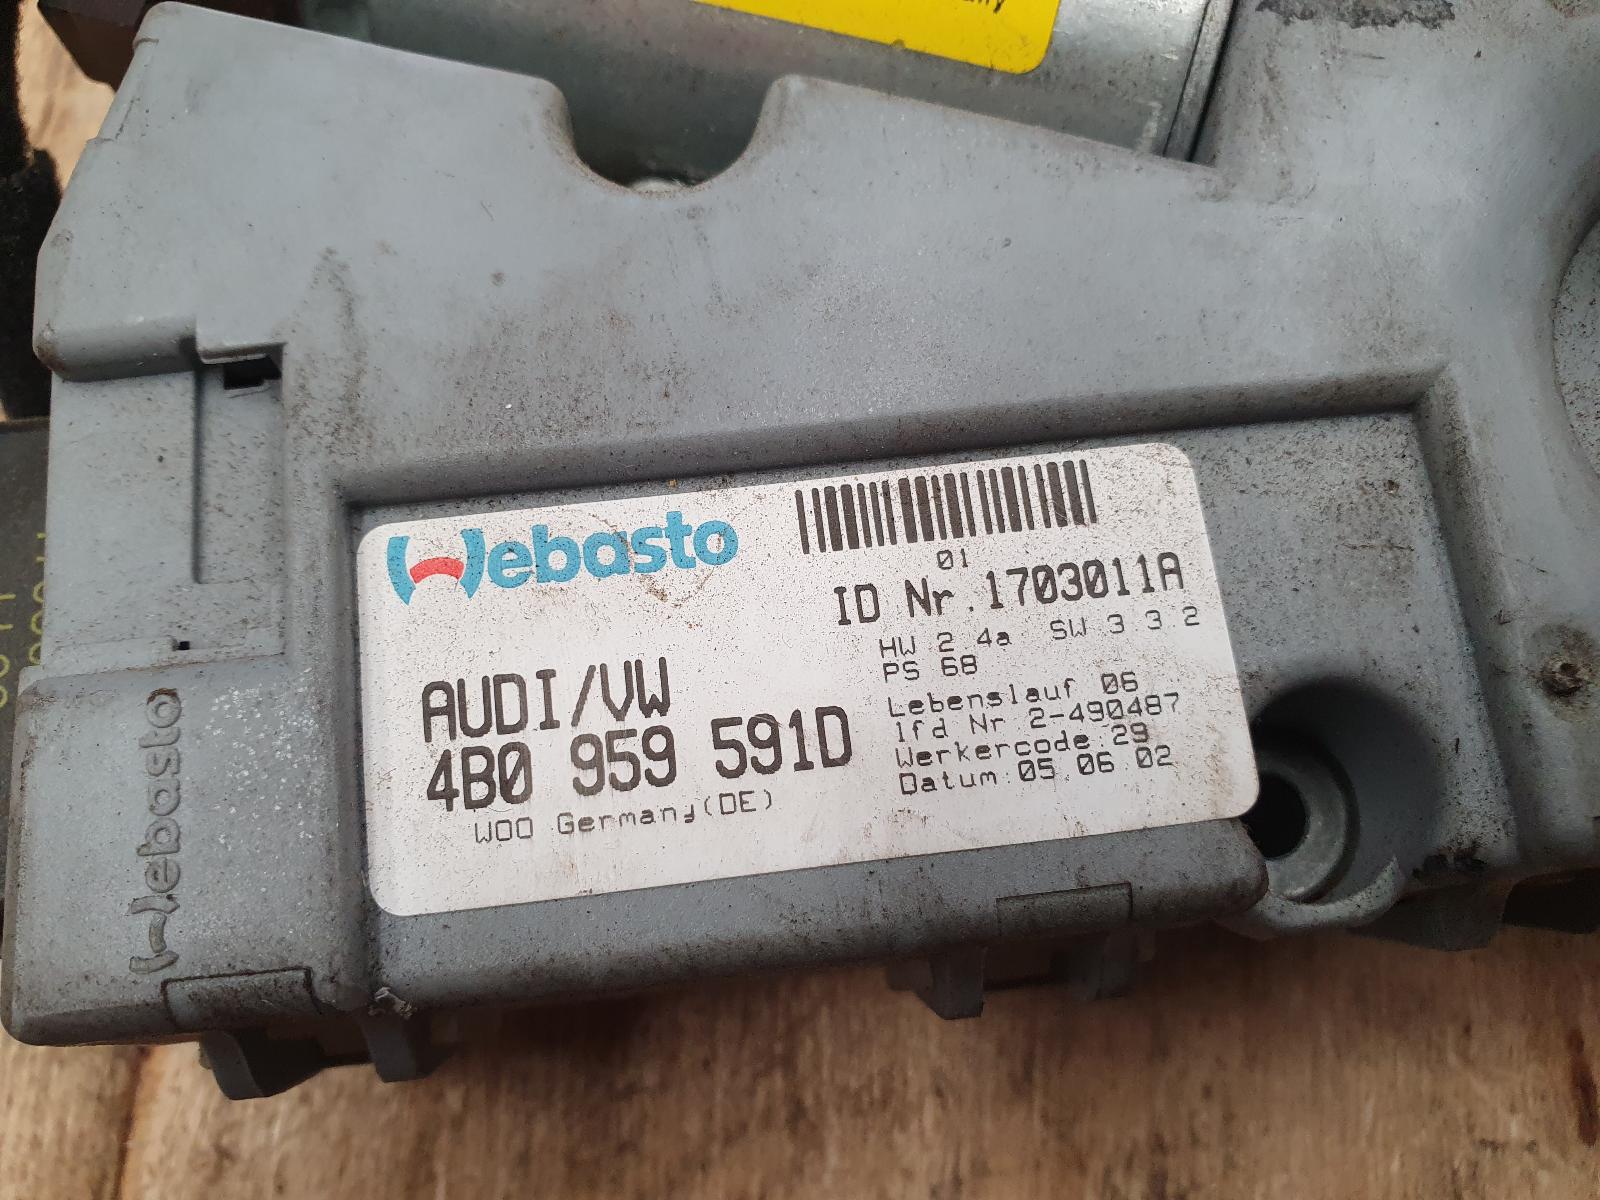 Webasto
01
ID Nr. 1703011A
HW 2 4a SW 3 3 2
PS 68
AUDI/VW
4B0 959 591D
W00 Germany(DE)
Lebenslauf 06
lfd Nr 2-490487
Werkercode 29
Datum 05 06 02
Webasto